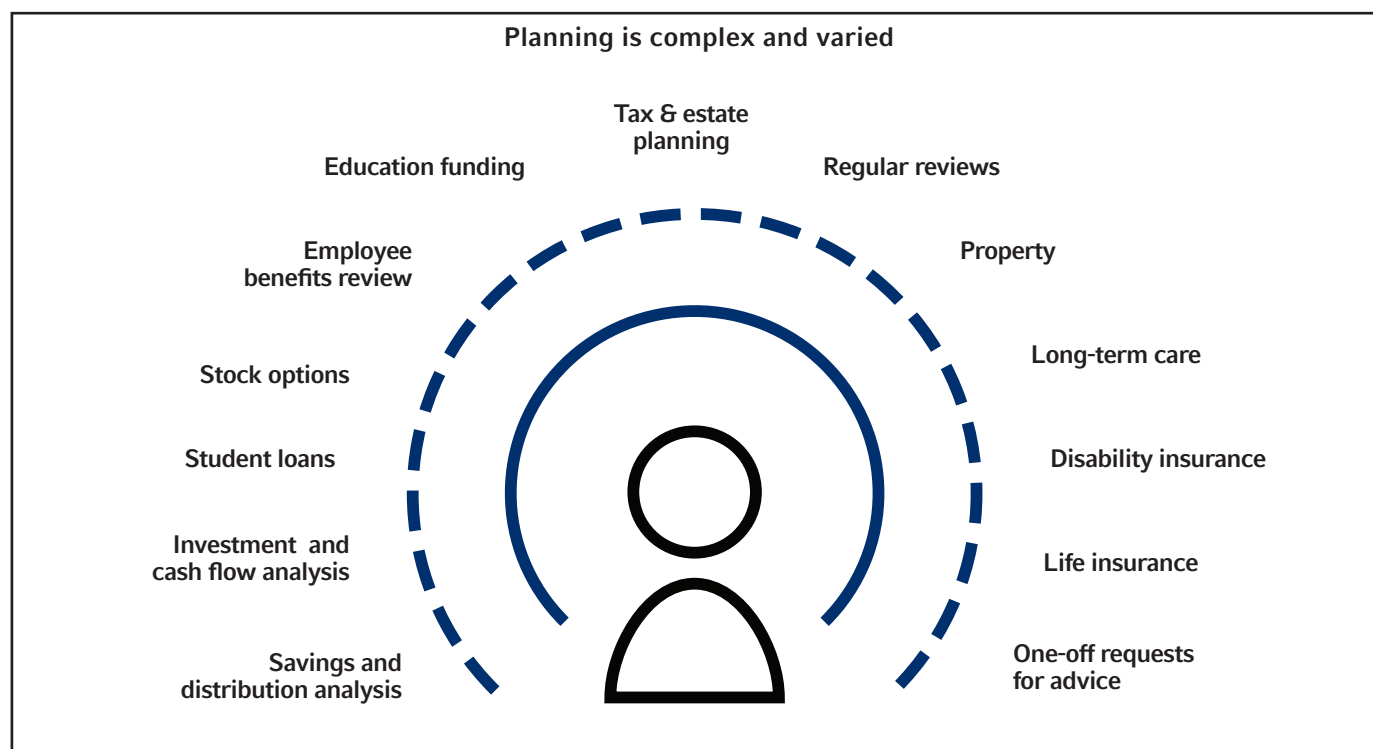 Planning is complex and varied
Tax & estate
planning
Education funding
Regular reviews
Employee
benefits review
Property
Stock options
Long-term care
Student loans
Disability insurance
Investment and
cash flow analysis
Life insurance
Savings and
distribution analysis
One-off requests
for advice